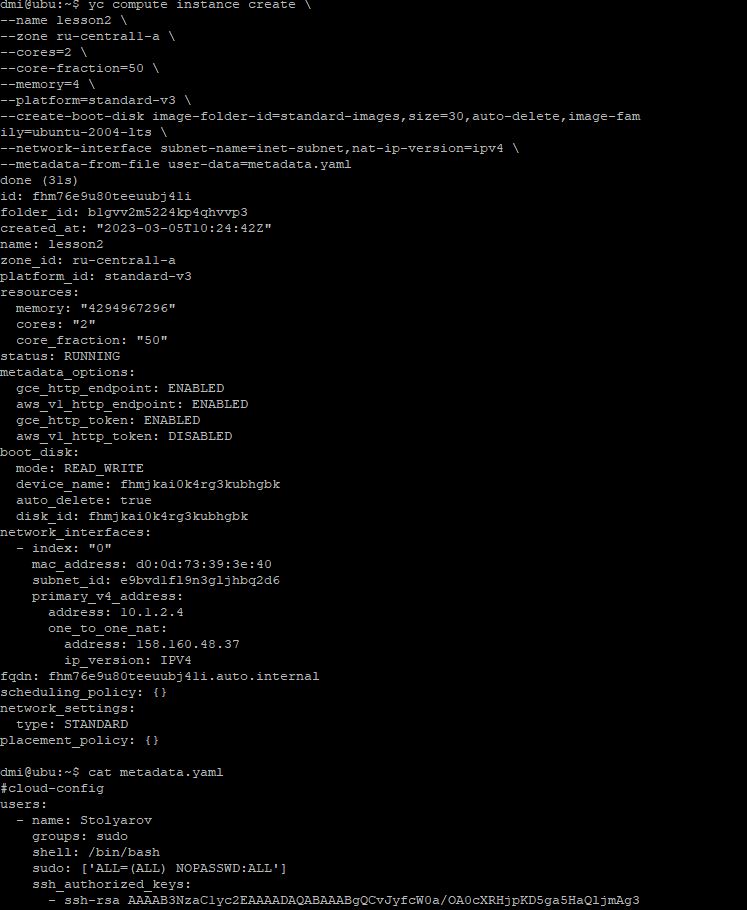 dmi@ubu:~$ yc compute instance create \
--name lesson2 \
--zone ru-central1-a \
--cores=2 \
--core-fraction=50 \
--memory=4 \
--platform=standard-v3 \
--create-boot-disk image-folder-id=standard-images,size=30,auto-delete,image-fam
ily=ubuntu-2004-lts \
--network-interface subnet-name=inet-subnet,nat-ip-version=ipv4 \
--metadata-from-file user-data=metadata.yaml
done (31s)
id: fhm76e9u80teeuubj41i
folder_id: b1gvv2m5224kp4qhvvp3
created_at: "2023-03-05T10:24:42Z"
name: lesson2
zone_id: ru-central1-a
platform_id: standard-v3
resources:
  memory: "4294967296"
  cores: "2"
  core_fraction: "50"
status: RUNNING
metadata_options:
  gce_http_endpoint: ENABLED
  aws_v1_http_endpoint: ENABLED
  gce_http_token: ENABLED
  aws_v1_http_token: DISABLED
boot_disk:
  mode: READ_WRITE
  device_name: fhmjkai0k4rg3kubhgbk
  auto_delete: true
  disk_id: fhmjkai0k4rg3kubhgbk
network_interfaces:
  - index: "0"
    mac_address: d0:0d:73:39:3e:40
    subnet_id: e9bvd1fl9n3gljhbq2d6
    primary_v4_address:
      address: 10.1.2.4
      one_to_one_nat:
        address: 158.160.48.37
        ip_version: IPV4
fqdn: fhm76e9u80teeuubj41i.auto.internal
scheduling_policy: {}
network_settings:
  type: STANDARD
placement_policy: {}
dmi@ubu:~$ cat metadata.yaml
#cloud-config
users:
  - name: Stolyarov
    groups: sudo
    shell: /bin/bash
    sudo: ['ALL=(ALL) NOPASSWD:ALL']
    ssh_authorized_keys:
      - ssh-rsa AAAAB3NzaC1yc2EAAAADAQABAAABgQCvJyfcW0a/OA0cXRHjpKD5ga5HaQljmAg3